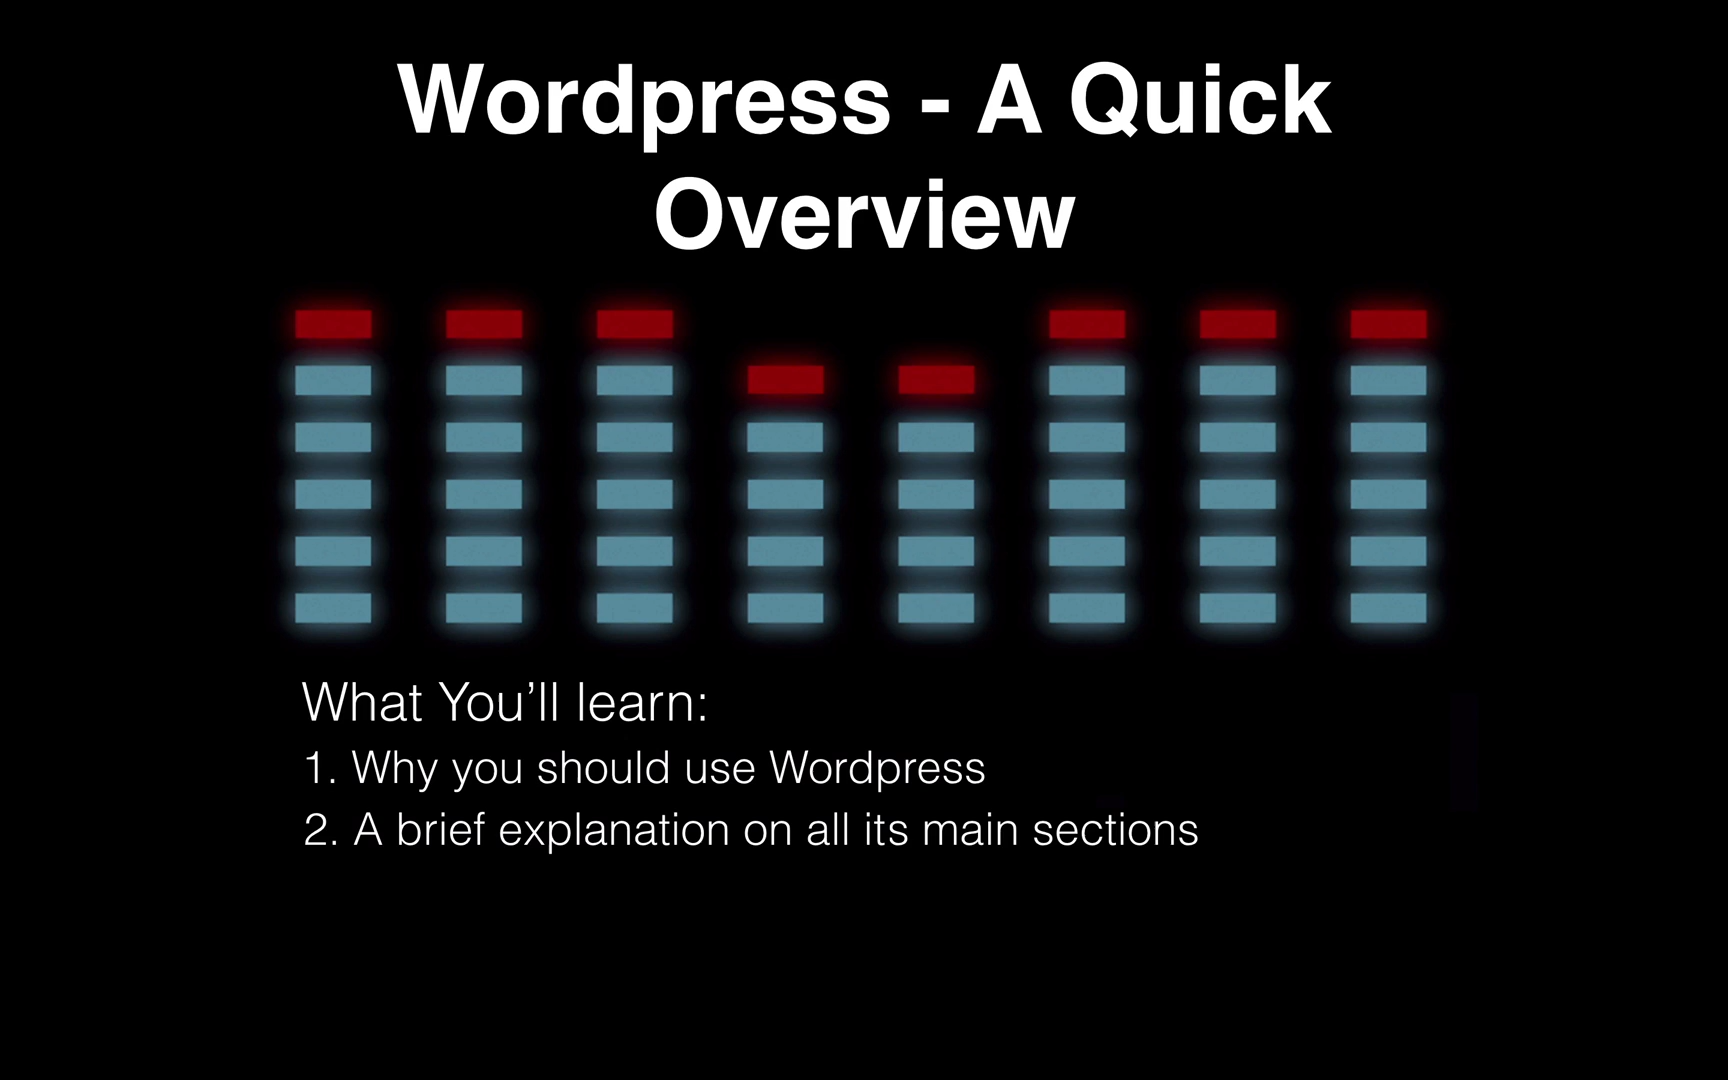 Wordpress - A Quick
Overview
What You’ll learn:
1. Why you should use Wordpress
2. A brief explanation on all its main sections